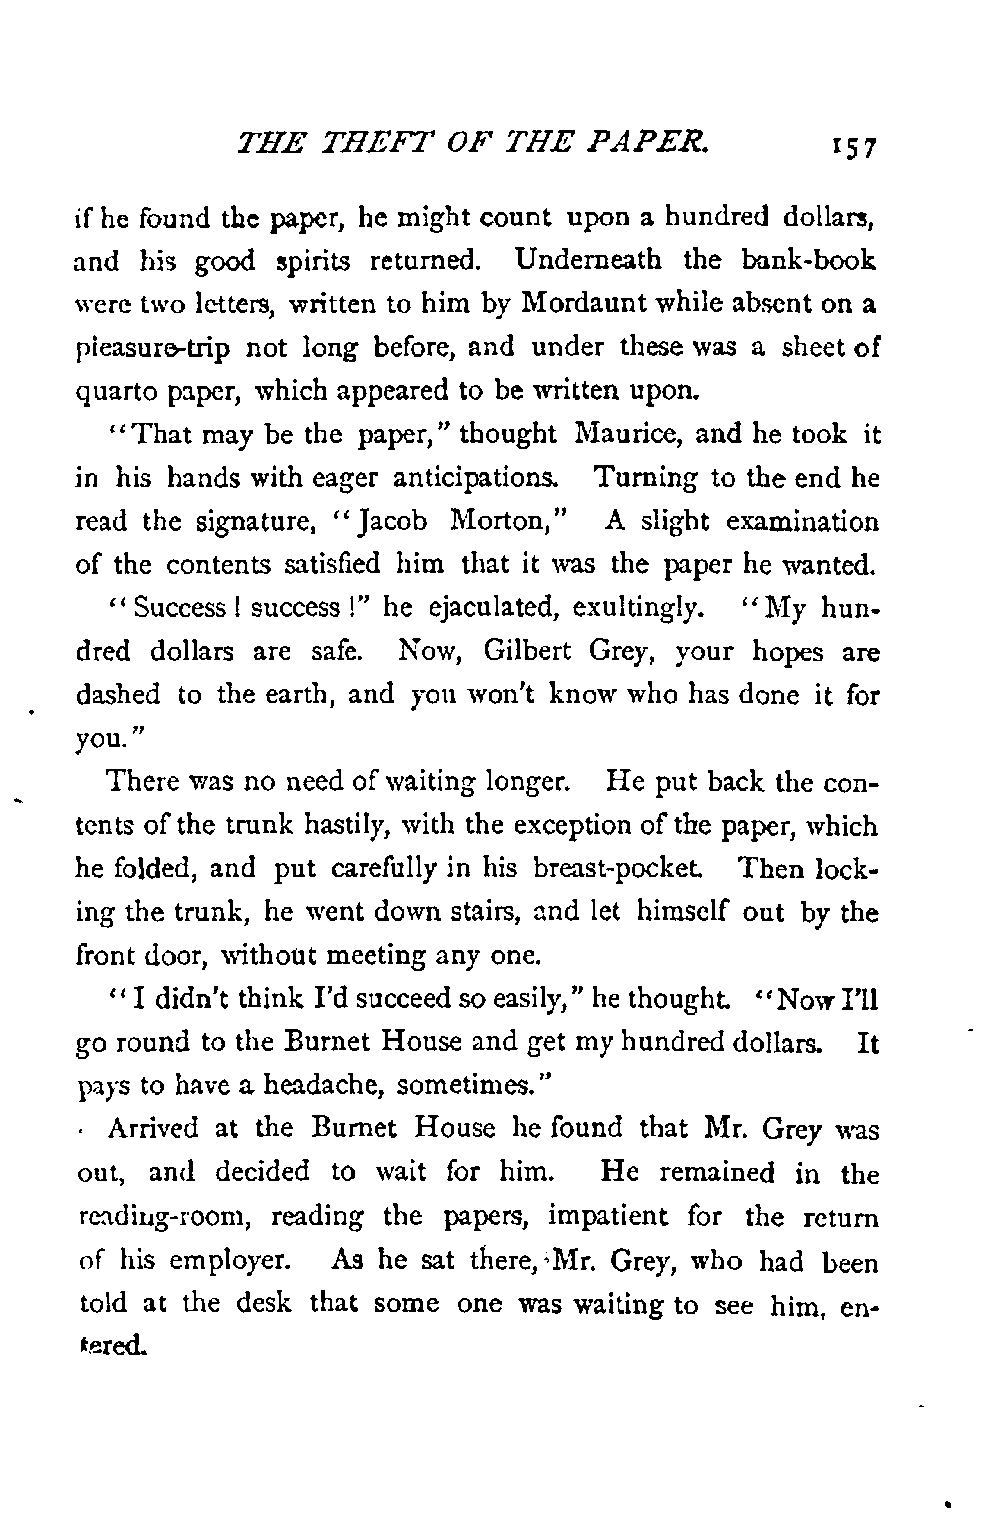 THE THEFT OF THE PAPER. 157
if he found the paper, he might count upon a hundred dollars,
and his good spirits returned. Underneath the bank-book
were two letters, written to him by Mordaunt while absent on a
pleasure-trip not long before, and under these was a sheet of
quarto paper, which appeared to be written upon.
"That may be the paper," thought Maurice, and he took it
in his hands with eager anticipations. Turning to the end he
read the signature, "Jacob Morton," A slight examination
of the contents satisfied him that it was the paper he wanted.
"Success! success!" he ejaculated, exultingly. "My hun-
dred dollars are safe. Now, Gilbert Grey, your hopes are
dashed to the earth, and you won't know who has done it for
you."
There was no need of waiting longer. He put back the con-
tents of the trunk hastily, with the exception of the paper, which
he folded, and put carefully in his breast-pocket. Then lock-
ing the trunk, he went down stairs, and let himself out by the
front door, without meeting any one.
"I didn't think I'd succeed so easily," he thought. "Now I'll
go round to the Burnet House and get my hundred dollars. It
pays to have a headache, sometimes."
Arrived at the Burnet House he found that Mr. Grey was
out, and decided to wait for him. He remained in the
reading-room, reading the papers, impatient for the return
of his employer. As he sat there, Mr. Grey, who had been
told at the desk that some one was waiting to see him, en-
tered.